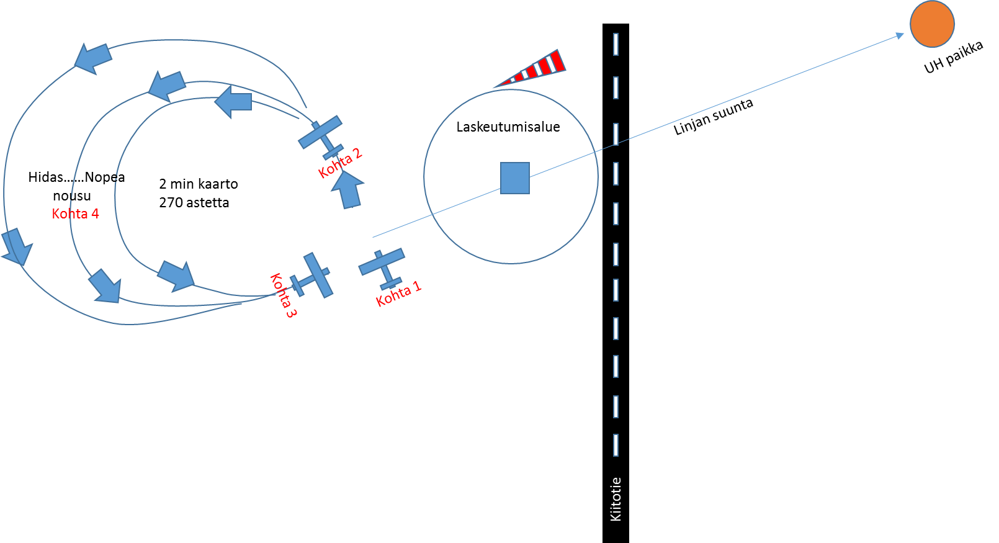 UH paikka
Linjan suunta
Laskeutumisalue
Kohta 2
Hidas......Nopea
nousu
Kohta 4
2 min kaarto
270 astetta
Kohta 3
Kohta 1
Kiitotie